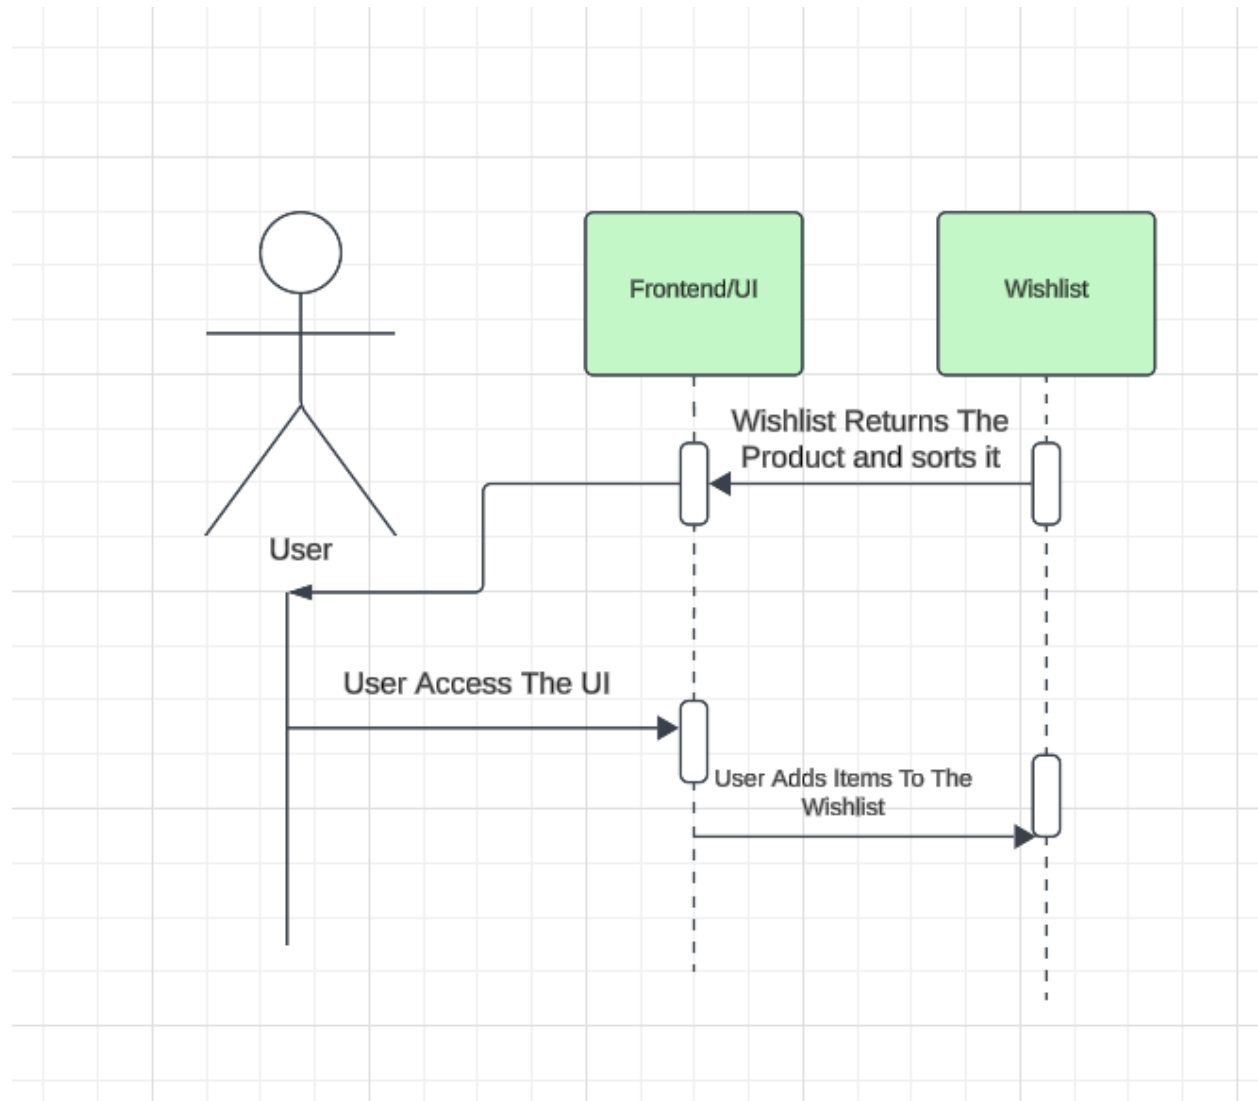 Frontend/UI
Wishlist
Wishlist Returns The
Product and sorts it
User
User Access The UI
User Adds Items To The
Wishlist